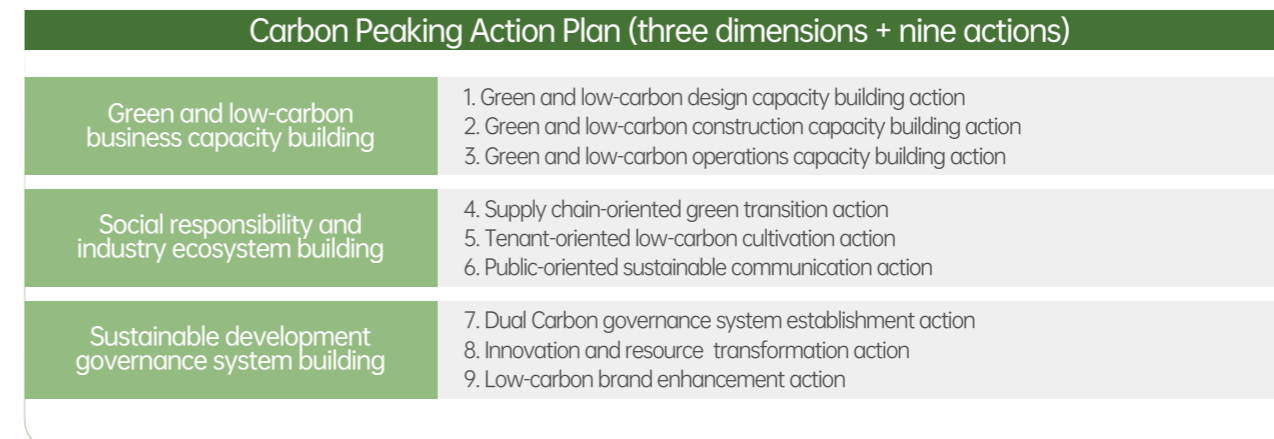 Carbon Peaking Action Plan (three dimensions + nine actions)
Green and low-carbon
business capacity building
1. Green and low-carbon design capacity building action
2. Green and low-carbon construction capacity building action
3. Green and low-carbon operations capacity building action
Social responsibility and
industry ecosystem building
4. Supply chain-oriented green transition action
5. Tenant-oriented low-carbon cultivation action
6. Public-oriented sustainable communication action
Sustainable development
governance system building
7. Dual Carbon governance system establishment action
8. Innovation and resource transformation action
9. Low-carbon brand enhancement action